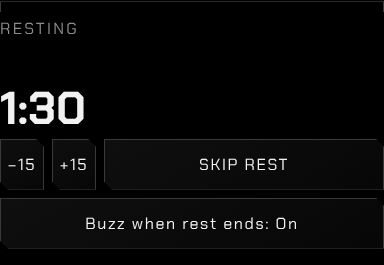 RESTING
1:30
−15
+15
SKIP REST
Buzz when rest ends: On